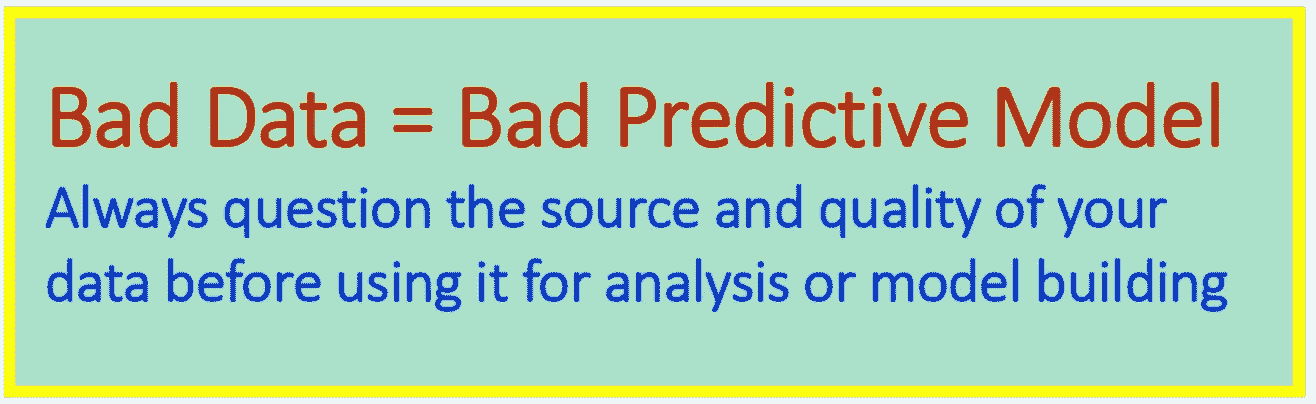 Bad Data = Bad Predictive Model
Always question the source and quality of your
data before using it for analysis or model building